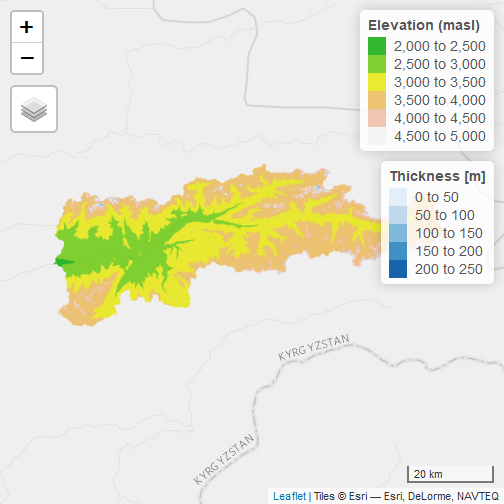 +
−
Elevation (masl)
2,000 to 2,500
2,500 to 3,000
3,000 to 3,500
3,500 to 4,000
4,000 to 4,500
4,500 to 5,000
Thickness [m]
0 to 50
50 to 100
100 to 150
150 to 200
200 to 250
KYRGYZSTAN
KYRGYZSTAN
20 km
Leaflet | Tiles © Esri — Esri, DeLorme, NAVTEQ